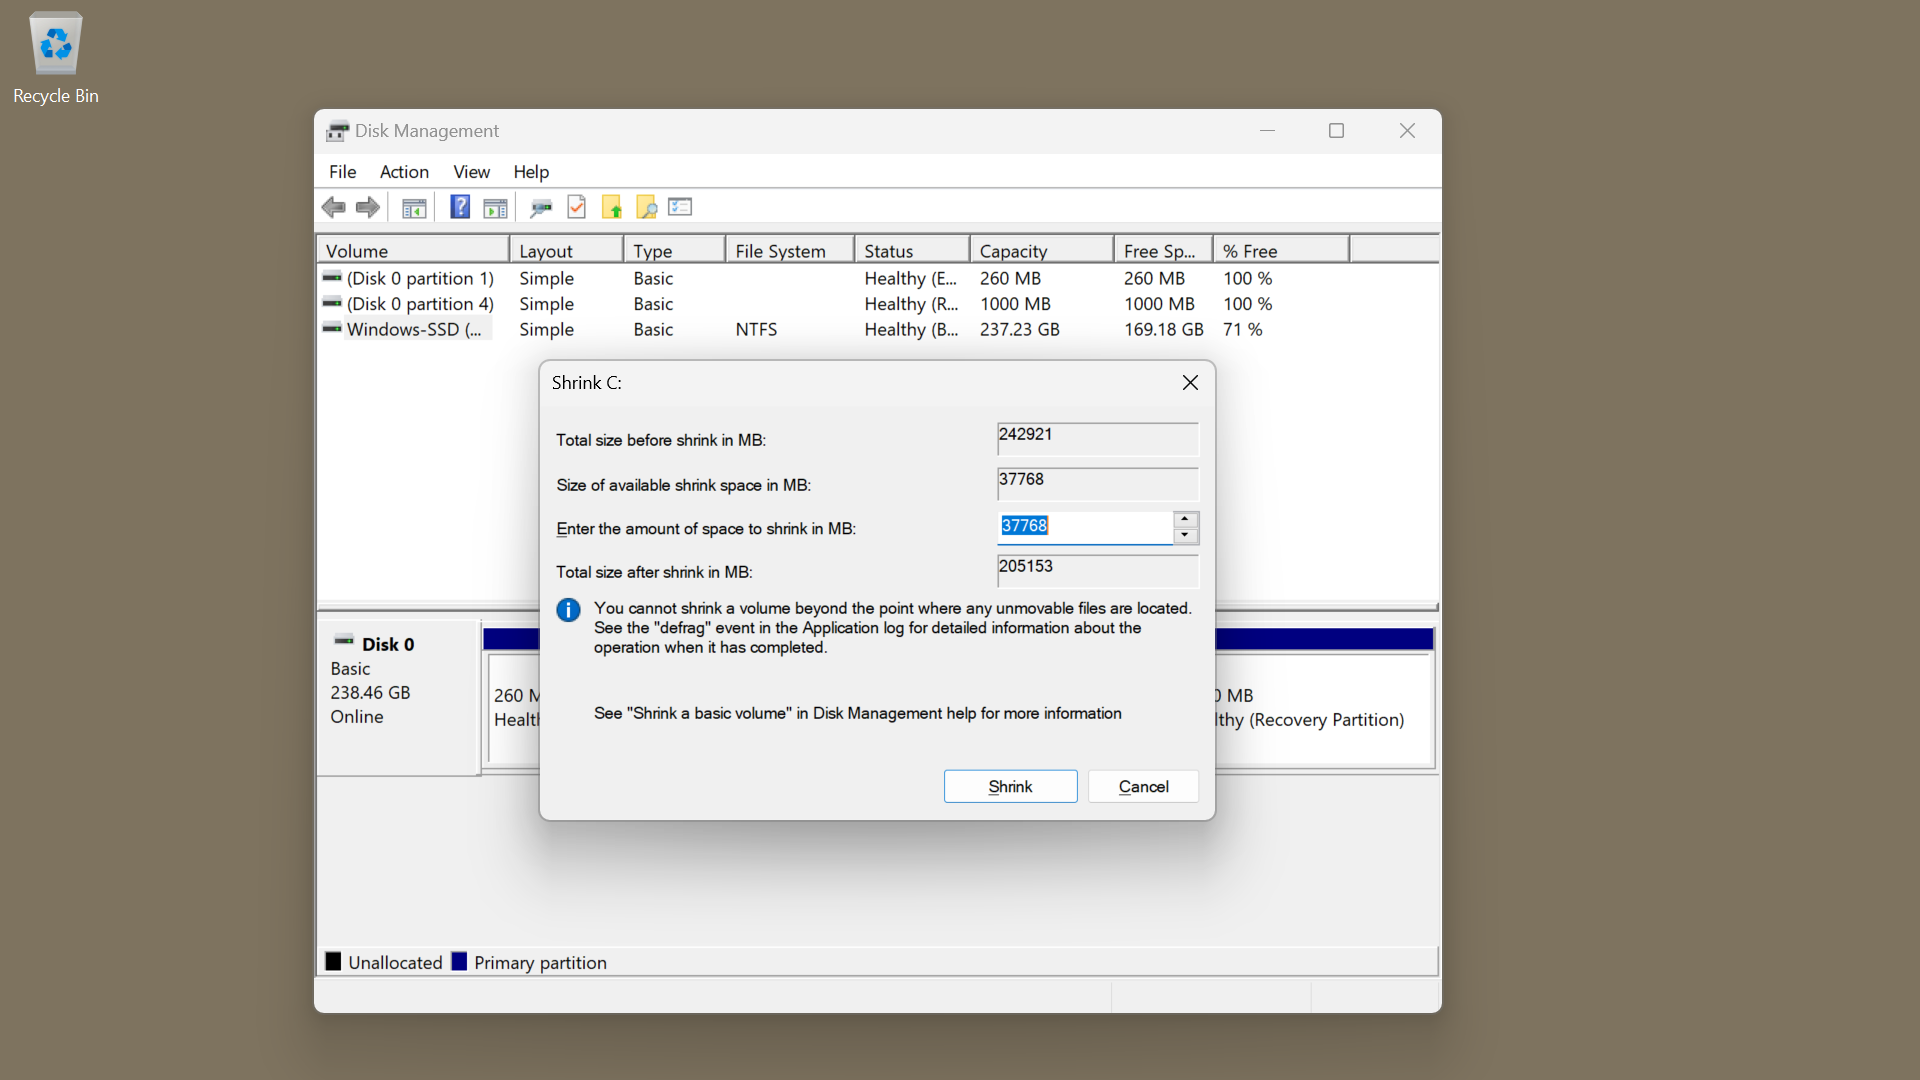 Recycle Bin
Disk Management
File Action View Help
Volume Layout Type File System Status Capacity Free Sp... % Free
(Disk 0 partition 1) Simple Basic Healthy (E... 260 MB 260 MB 100 %
(Disk 0 partition 4) Simple Basic Healthy (R... 1000 MB 1000 MB 100 %
Windows-SSD (... Simple Basic NTFS Healthy (B... 237.23 GB 169.18 GB 71 %
Shrink C:
Total size before shrink in MB: 242921
Size of available shrink space in MB: 37768
Enter the amount of space to shrink in MB: 37768
Total size after shrink in MB: 205153
You cannot shrink a volume beyond the point where any unmovable files are located.
See the "defrag" event in the Application log for detailed information about the
operation when it has completed.
See "Shrink a basic volume" in Disk Management help for more information
Shrink Cancel
Disk 0
Basic
238.46 GB
Online
260 M
Healt
0 MB
lthy (Recovery Partition)
Unallocated Primary partition